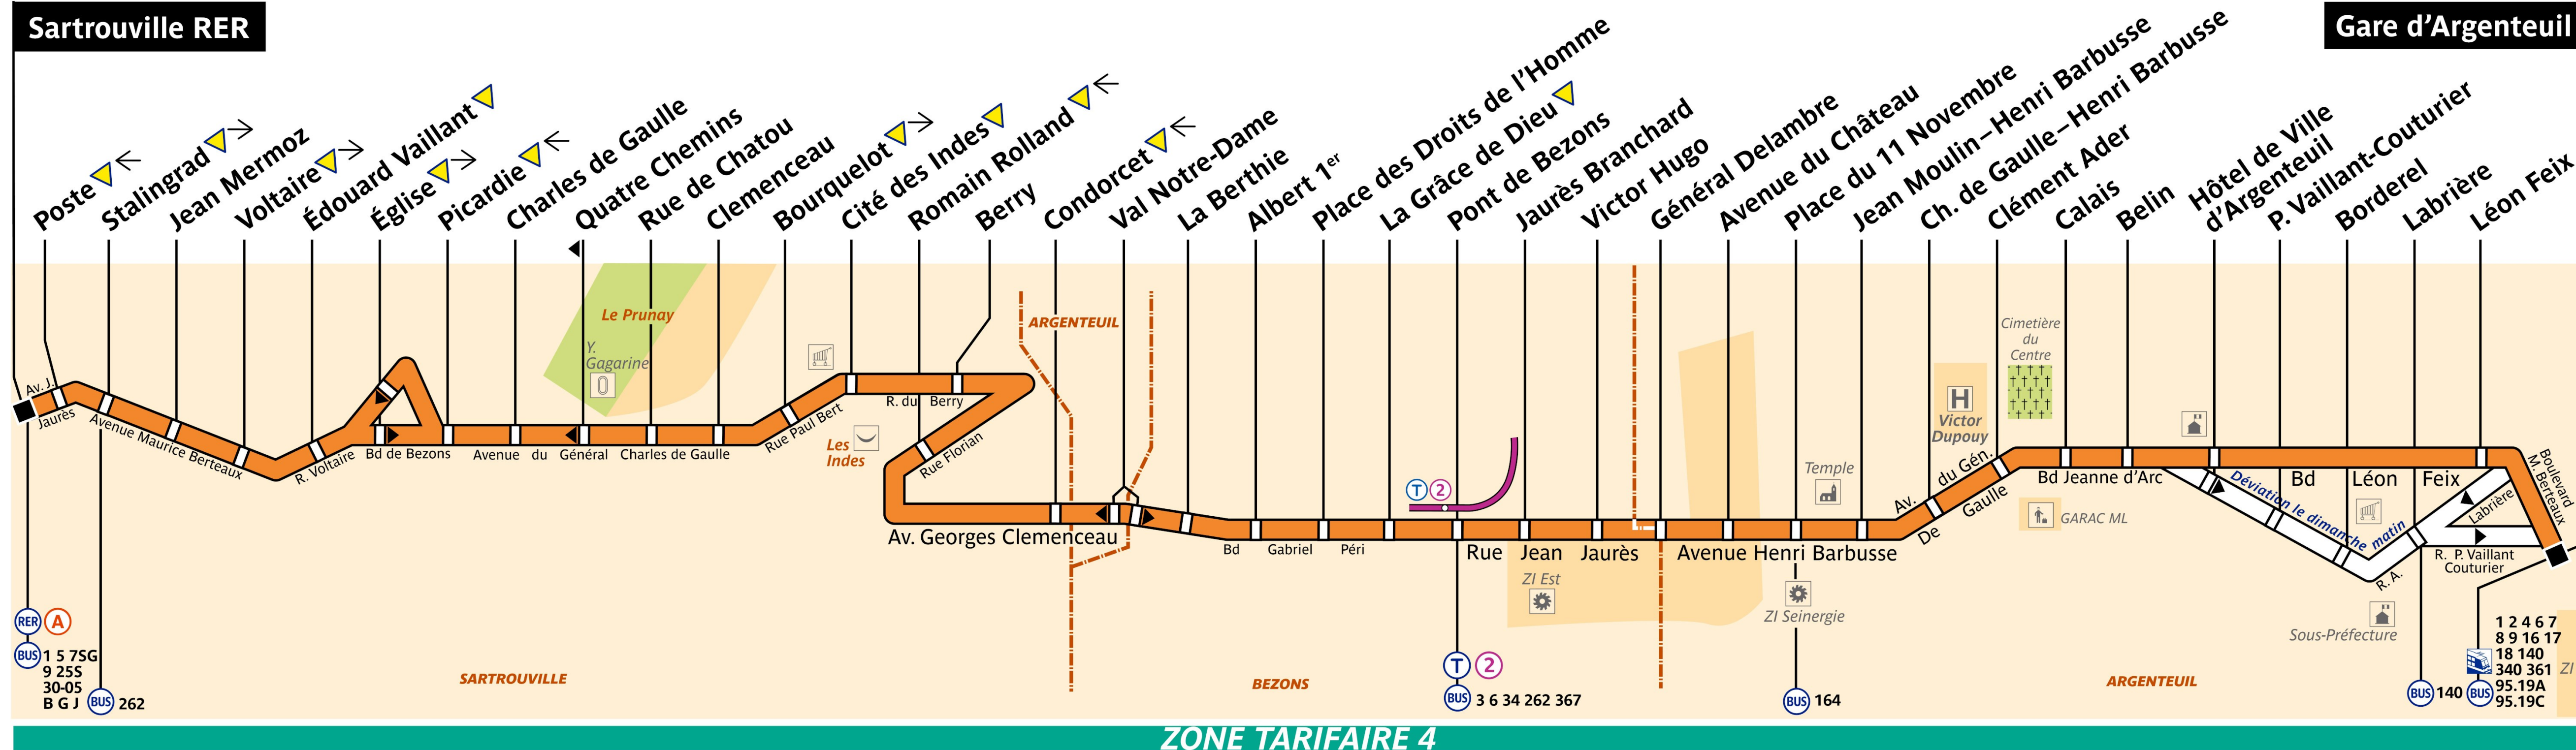 Sartrouville RER
Gare d'Argenteuil
Poste
Stalingrad
Jean Mermoz
Voltaire
Édouard Vaillant
Église
Picardie
Charles de Gaulle
Quatre Chemins
Rue de Chatou
Clemenceau
Bourquelot
Cité des Indes
Romain Rolland
Berry
Condorcet
Val Notre-Dame
La Berthie
Albert 1er
Place des Droits de l'Homme
La Grâce de Dieu
Pont de Bezons
Jaurès Branchard
Victor Hugo
Général Delambre
Avenue du Château
Place du 11 Novembre
Jean Moulin–Henri Barbusse
Ch. de Gaulle–Henri Barbusse
Clément Ader
Calais
Belin
Hôtel de Ville
d'Argenteuil
P. Vaillant-Couturier
Borderel
Labrière
Léon Feix
Le Prunay
Y.
Gagarine
ARGENTEUIL
Cimetière
du
Centre
Av. J.
Jaurès
Avenue Maurice Berteaux
R. Voltaire
Bd de Bezons
Avenue du Général Charles de Gaulle
Rue Paul Bert
R. du Berry
Les
Indes
Rue Florian
Av. Georges Clemenceau
Bd Gabriel Péri
T 2
Rue Jean Jaurès
Avenue Henri Barbusse
Temple
H
Victor
Dupouy
Av. du Gén.
De Gaulle
Bd Jeanne d'Arc
GARAC ML
Déviation le dimanche matin
Bd Léon Feix
Labrière
R. P. Vaillant
Couturier
R. A.
Boulevard
M. Berteaux
ZI Est
ZI Seinergie
Sous-Préfecture
RER A
BUS 1 5 7SG
9 25S
30-05
B G J
BUS 262
SARTROUVILLE
BEZONS
T 2
BUS 3 6 34 262 367
BUS 164
ARGENTEUIL
BUS 140
BUS
1 2 4 6 7
8 9 16 17
18 140
340 361
95.19A
95.19C
ZI
ZONE TARIFAIRE 4